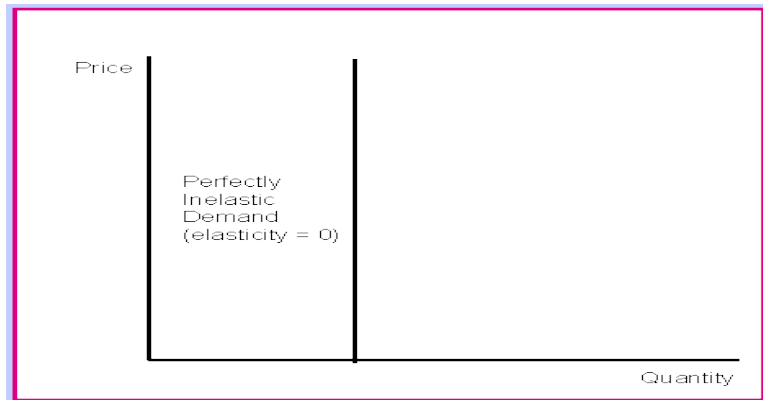 Price
Perfectly
Inelastic
Demand
(elasticity = 0)
Quantity